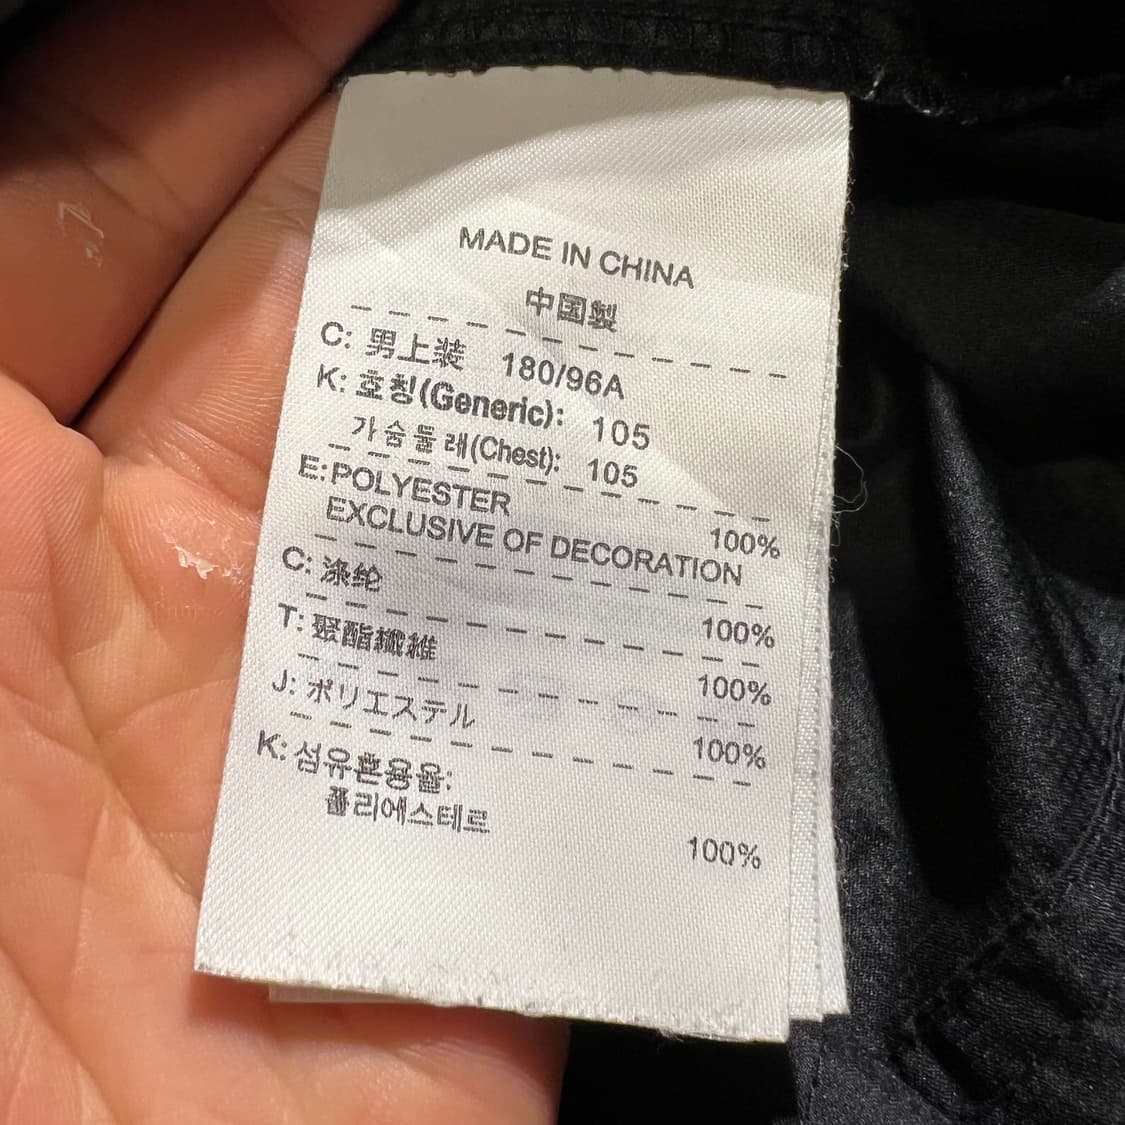 MADE IN CHINA
中国製
C: 男上装 180/96A
K: 호칭(Generic): 105
가슴둘레(Chest): 105
E: POLYESTER 100%
EXCLUSIVE OF DECORATION
C: 涤纶 100%
T: 聚酯纖維 100%
J: ポリエステル 100%
K: 섬유혼용율:
폴리에스테르 100%